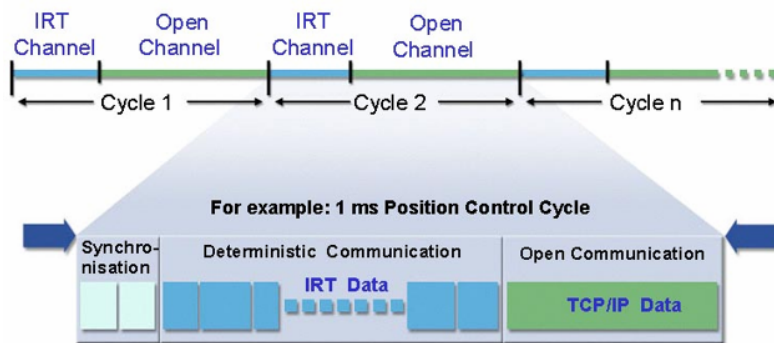 IRT Channel
Open Channel
IRT Channel
Open Channel
Cycle 1
Cycle 2
Cycle n
For example: 1 ms Position Control Cycle
Synchro-
nisation
Deterministic Communication
Open Communication
IRT Data
TCP/IP Data